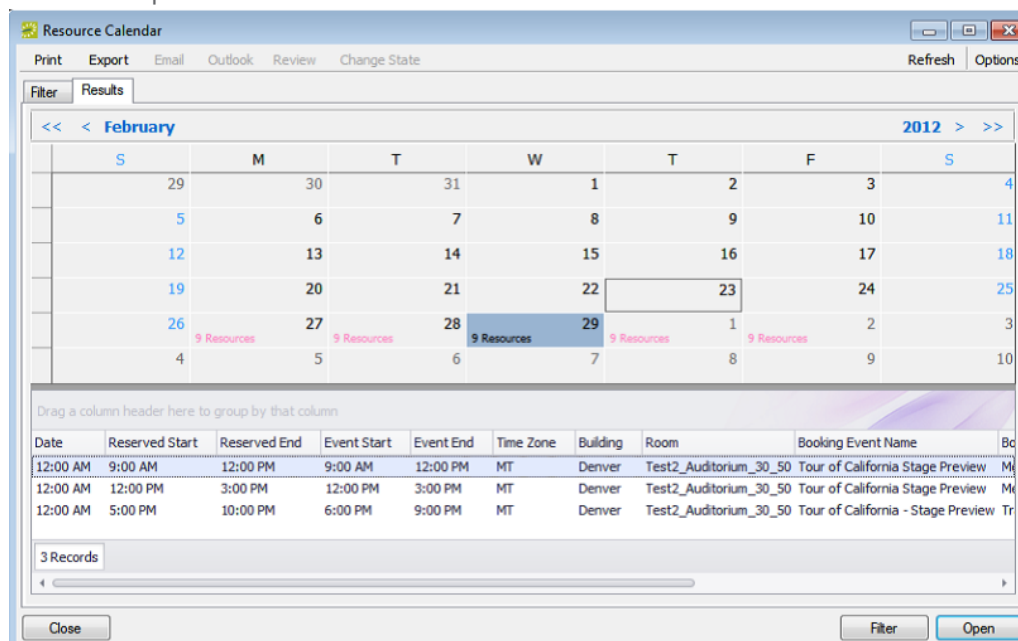 Resource Calendar
Print Export Email Outlook Review Change State Refresh Options
Filter Results
<< < February 2012 > >>
S M T W T F S
29 30 31 1 2 3 4
5 6 7 8 9 10 11
12 13 14 15 16 17 18
19 20 21 22 23 24 25
26 27 28 29 1 2 3
9 Resources 9 Resources 9 Resources 9 Resources 9 Resources
4 5 6 7 8 9 10
Drag a column header here to group by that column
Date Reserved Start Reserved End Event Start Event End Time Zone Building Room Booking Event Name Bo
12:00 AM 9:00 AM 12:00 PM 9:00 AM 12:00 PM MT Denver Test2_Auditorium_30_50 Tour of California Stage Preview Me
12:00 AM 12:00 PM 3:00 PM 12:00 PM 3:00 PM MT Denver Test2_Auditorium_30_50 Tour of California Stage Preview Me
12:00 AM 5:00 PM 10:00 PM 6:00 PM 9:00 PM MT Denver Test2_Auditorium_30_50 Tour of California - Stage Preview Tr
3 Records
Close Filter Open